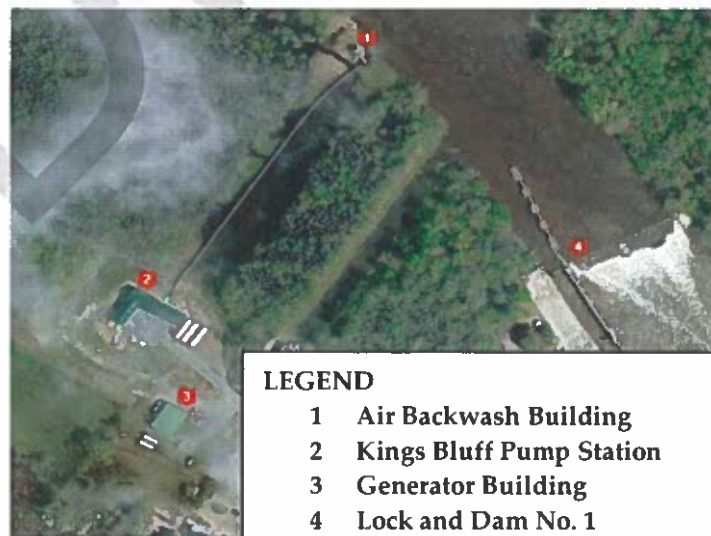 1
2
3
4
LEGEND
1 Air Backwash Building
2 Kings Bluff Pump Station
3 Generator Building
4 Lock and Dam No. 1